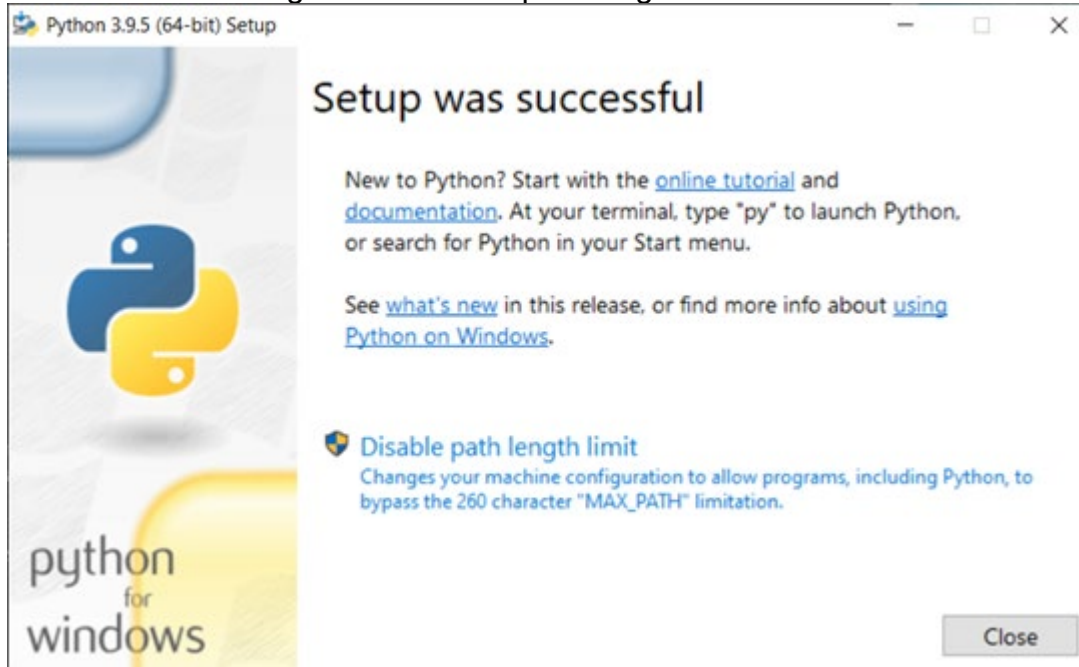 Python 3.9.5 (64-bit) Setup
Setup was successful
New to Python? Start with the online tutorial and
documentation. At your terminal, type "py" to launch Python,
or search for Python in your Start menu.
See what's new in this release, or find more info about using
Python on Windows.
Disable path length limit
Changes your machine configuration to allow programs, including Python, to
bypass the 260 character "MAX_PATH" limitation.
python
for
windows
Close